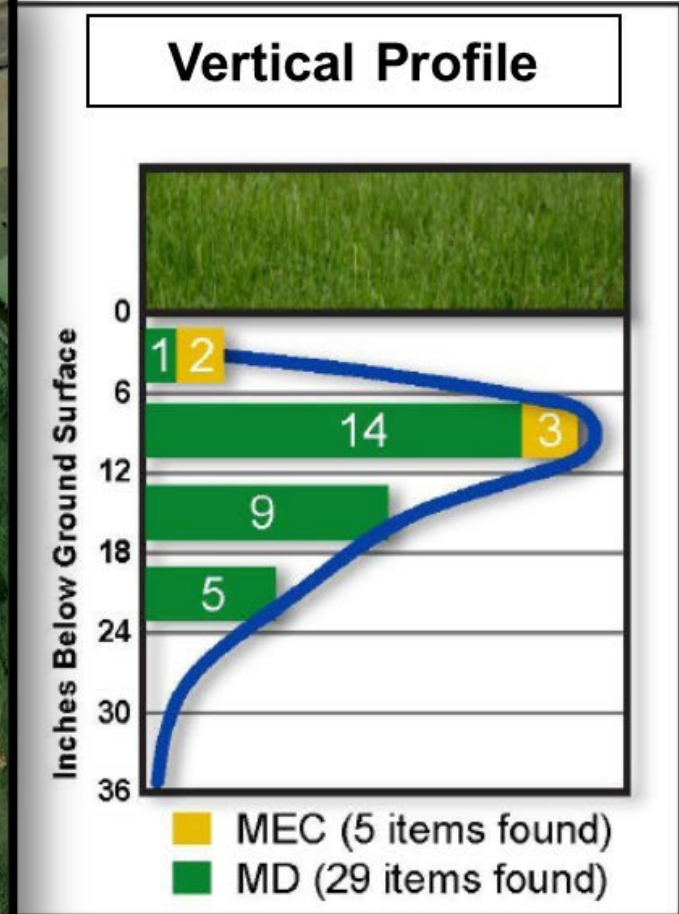 Vertical Profile
0
1 2
6
14 3
12
9
18
5
24
30
36
Inches Below Ground Surface
MEC (5 items found)
MD (29 items found)